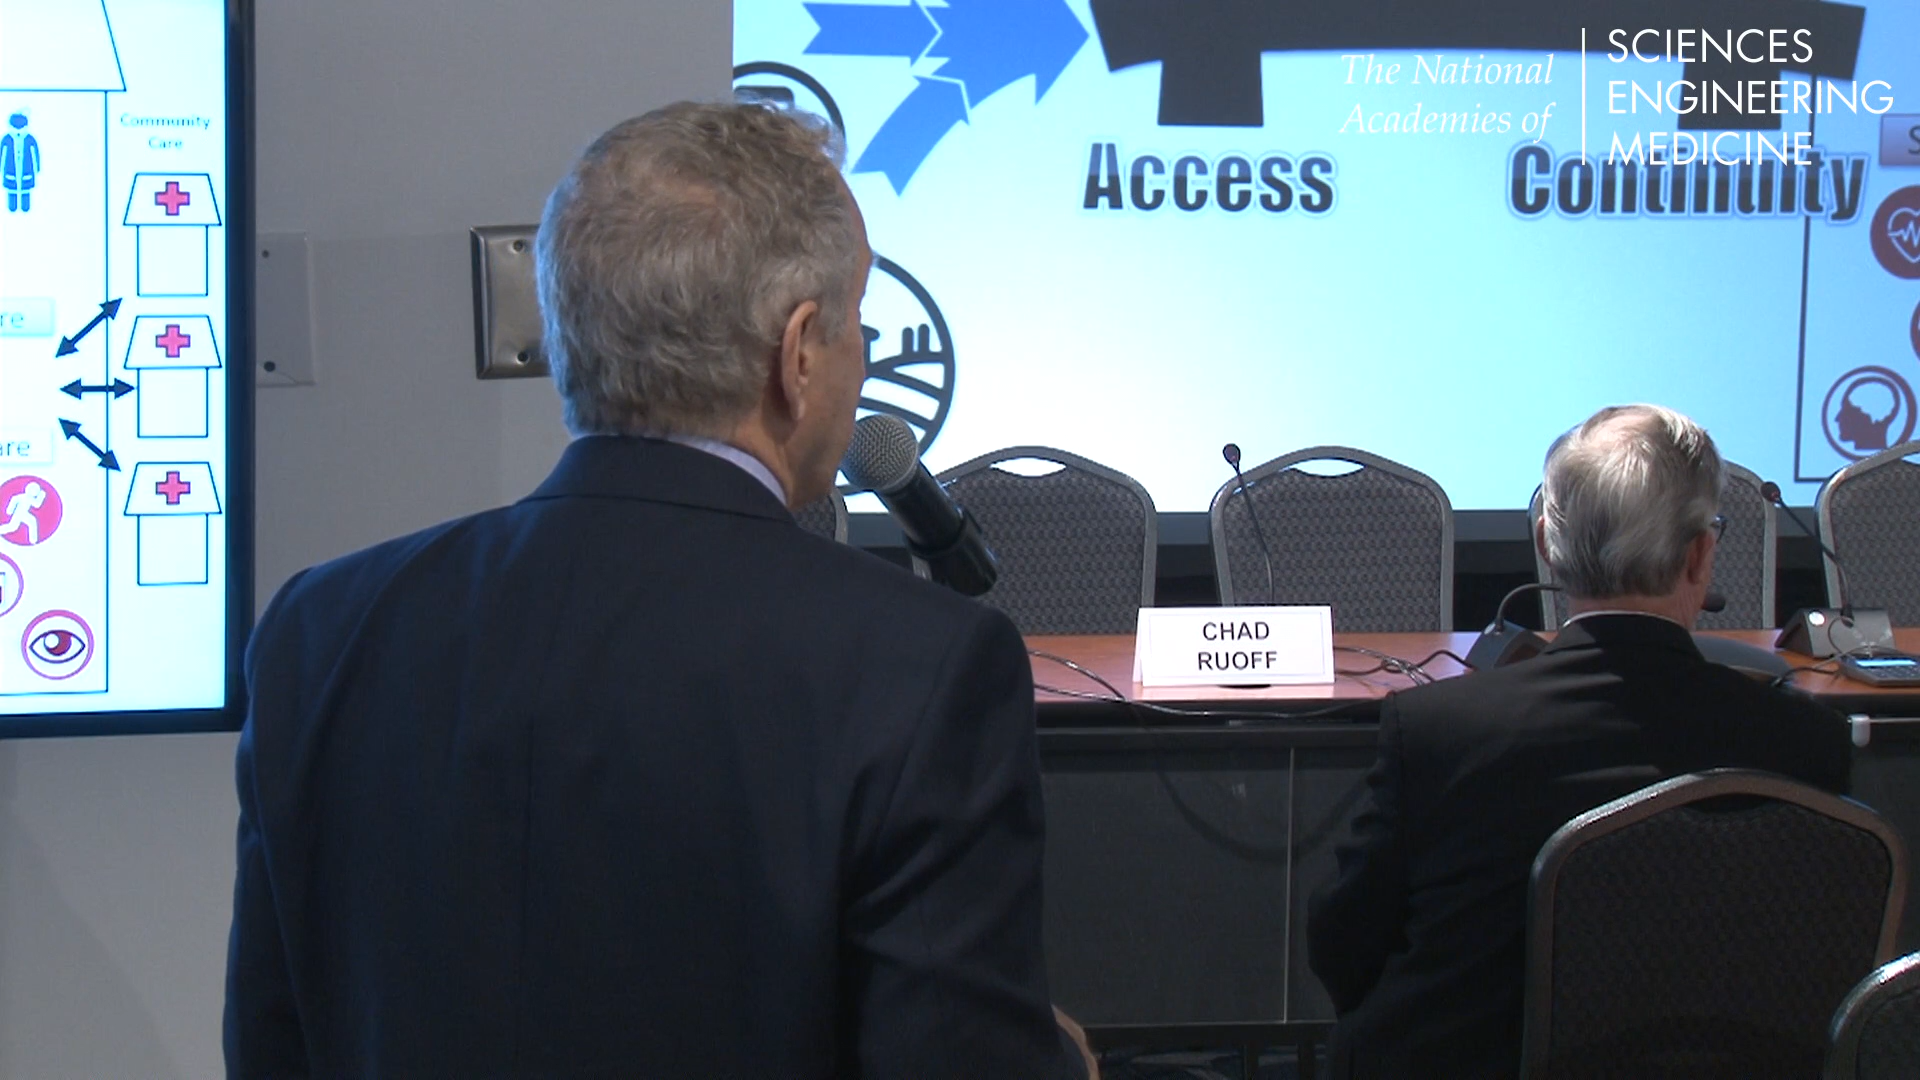 The National
Academies of
SCIENCES
ENGINEERING
MEDICINE
Community
Care
Access
Continuity
CHAD
RUOFF